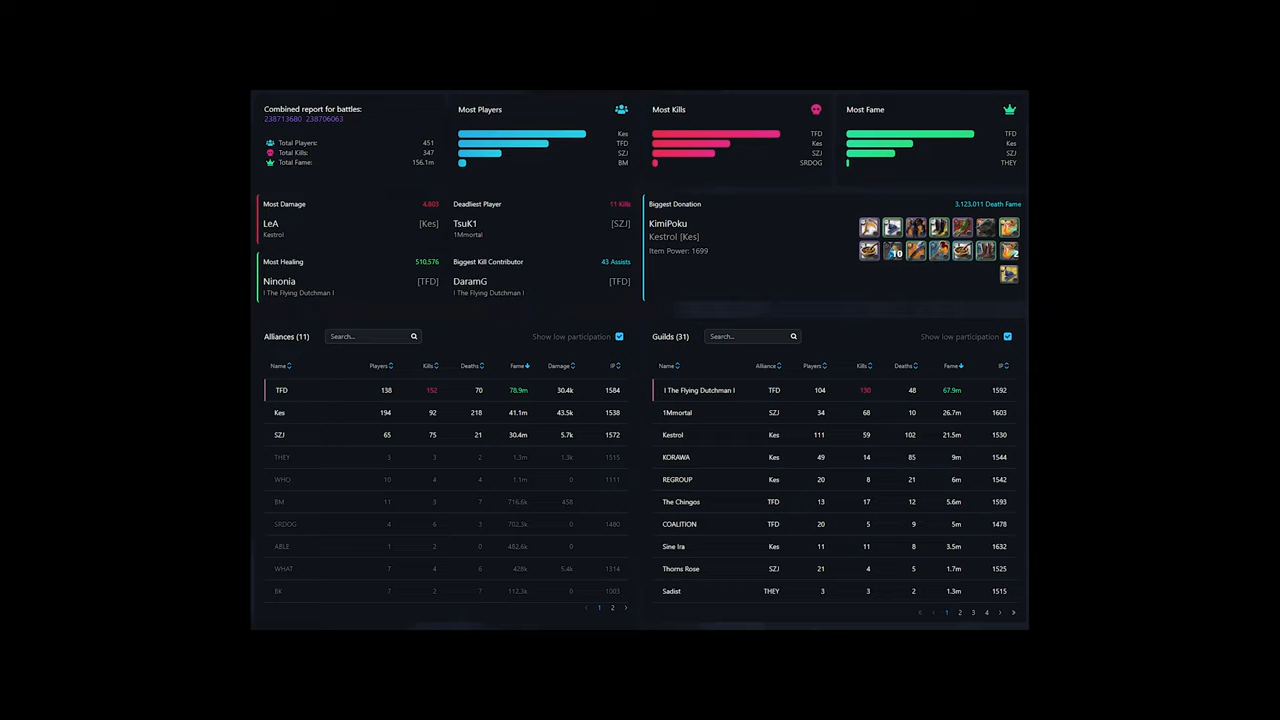 Combined report for battles:
238713680 238706063
Total Players: 451
Total Kills: 347
Total Fame: 156.1m
Most Players
Kes
TFD
SZJ
BM
Most Kills
TFD
Kes
SZJ
SRDOG
Most Fame
TFD
Kes
SZJ
THEY
Most Damage 4,803
LeA [Kes]
Kestrol
Deadliest Player 11 Kills
TsuK1 [SZJ]
1Mmortal
Most Healing 510,576
Ninonia [TFD]
I The Flying Dutchman I
Biggest Kill Contributor 43 Assists
DaramG [TFD]
I The Flying Dutchman I
Biggest Donation 3,123,011 Death Fame
KimiPoku
Kestrol [Kes]
Item Power: 1699
10
2
Alliances (11) Search... Show low participation
Name Players Kills Deaths Fame Damage IP
TFD 138 152 70 78.9m 30.4k 1584
Kes 194 92 218 41.1m 43.5k 1538
SZJ 65 75 21 30.4m 5.7k 1572
THEY 3 3 2 1.3m 1.3k 1515
WHO 10 4 4 1.1m 0 1111
BM 11 3 7 716.6k 458
SRDOG 4 6 3 702.3k 0 1480
ABLE 1 2 0 482.6k 0
WHAT 7 4 6 428k 5.4k 1314
BK 7 2 7 112.3k 0 1003
1 2
Guilds (31) Search... Show low participation
Name Alliance Players Kills Deaths Fame IP
I The Flying Dutchman I TFD 104 130 48 67.9m 1592
1Mmortal SZJ 34 68 10 26.7m 1603
Kestrol Kes 111 59 102 21.5m 1530
KORAWA Kes 49 14 85 9m 1544
REGROUP Kes 20 8 21 6m 1542
The Chingos TFD 13 17 12 5.6m 1593
COALITION TFD 20 5 9 5m 1478
Sine Ira Kes 11 11 8 3.5m 1632
Thorns Rose SZJ 21 4 5 1.7m 1525
Sadist THEY 3 3 2 1.3m 1515
1 2 3 4